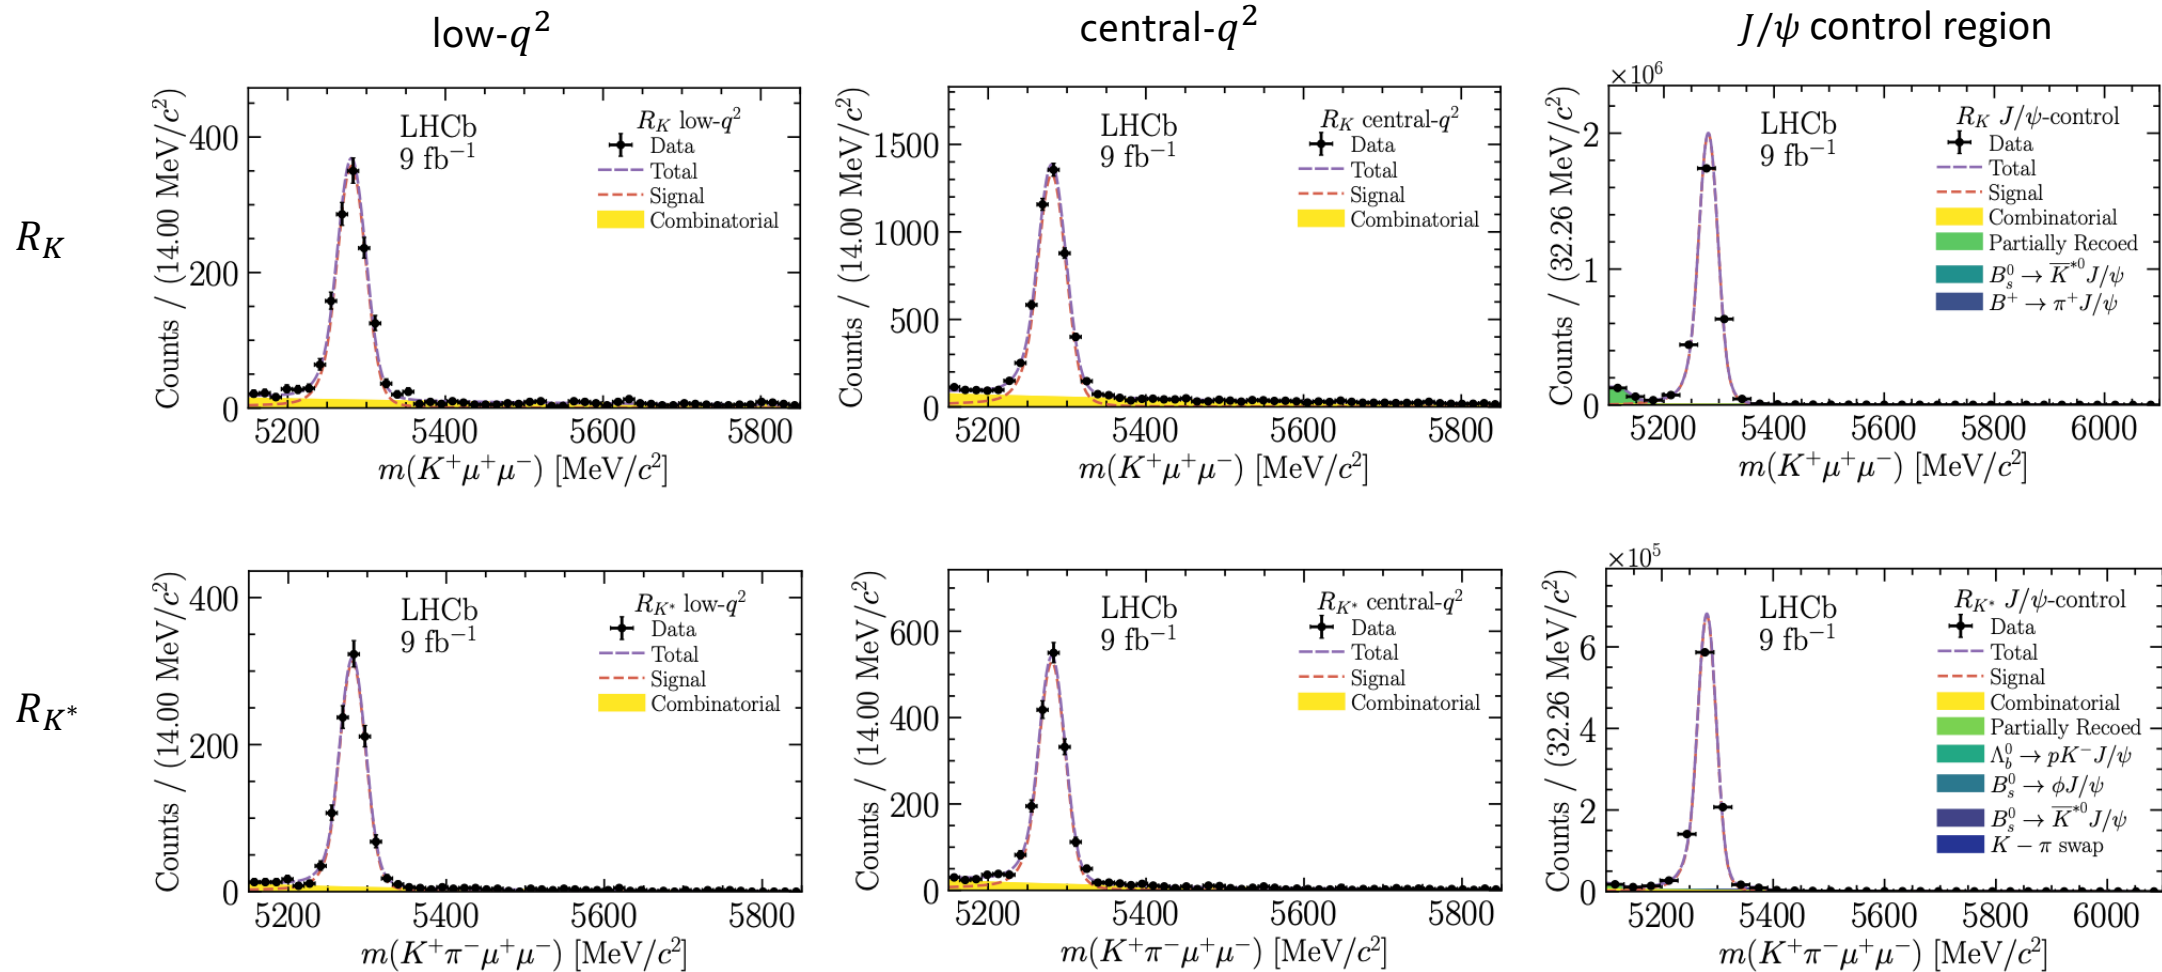 low-q²
central-q²
J/ψ control region
R_K
Counts / (14.00 MeV/c²)
400
200
0
LHCb
9 fb⁻¹
R_K low-q²
Data
Total
Signal
Combinatorial
5200 5400 5600 5800
m(K⁺μ⁺μ⁻) [MeV/c²]
Counts / (14.00 MeV/c²)
1500
1000
500
0
LHCb
9 fb⁻¹
R_K central-q²
Data
Total
Signal
Combinatorial
5200 5400 5600 5800
m(K⁺μ⁺μ⁻) [MeV/c²]
×10⁶
Counts / (32.26 MeV/c²)
2
1
0
LHCb
9 fb⁻¹
R_K J/ψ-control
Data
Total
Signal
Combinatorial
Partially Recoed
B⁰_s → K̅*⁰J/ψ
B⁺ → π⁺J/ψ
5200 5400 5600 5800 6000
m(K⁺μ⁺μ⁻) [MeV/c²]
R_K*
Counts / (14.00 MeV/c²)
400
200
0
LHCb
9 fb⁻¹
R_K* low-q²
Data
Total
Signal
Combinatorial
5200 5400 5600 5800
m(K⁺π⁻μ⁺μ⁻) [MeV/c²]
Counts / (14.00 MeV/c²)
600
400
200
0
LHCb
9 fb⁻¹
R_K* central-q²
Data
Total
Signal
Combinatorial
5200 5400 5600 5800
m(K⁺π⁻μ⁺μ⁻) [MeV/c²]
×10⁵
Counts / (32.26 MeV/c²)
6
4
2
0
LHCb
9 fb⁻¹
R_K* J/ψ-control
Data
Total
Signal
Combinatorial
Partially Recoed
Λ⁰_b → pK⁻J/ψ
B⁰_s → φJ/ψ
B⁰_s → K̅*⁰J/ψ
K − π swap
5200 5400 5600 5800 6000
m(K⁺π⁻μ⁺μ⁻) [MeV/c²]